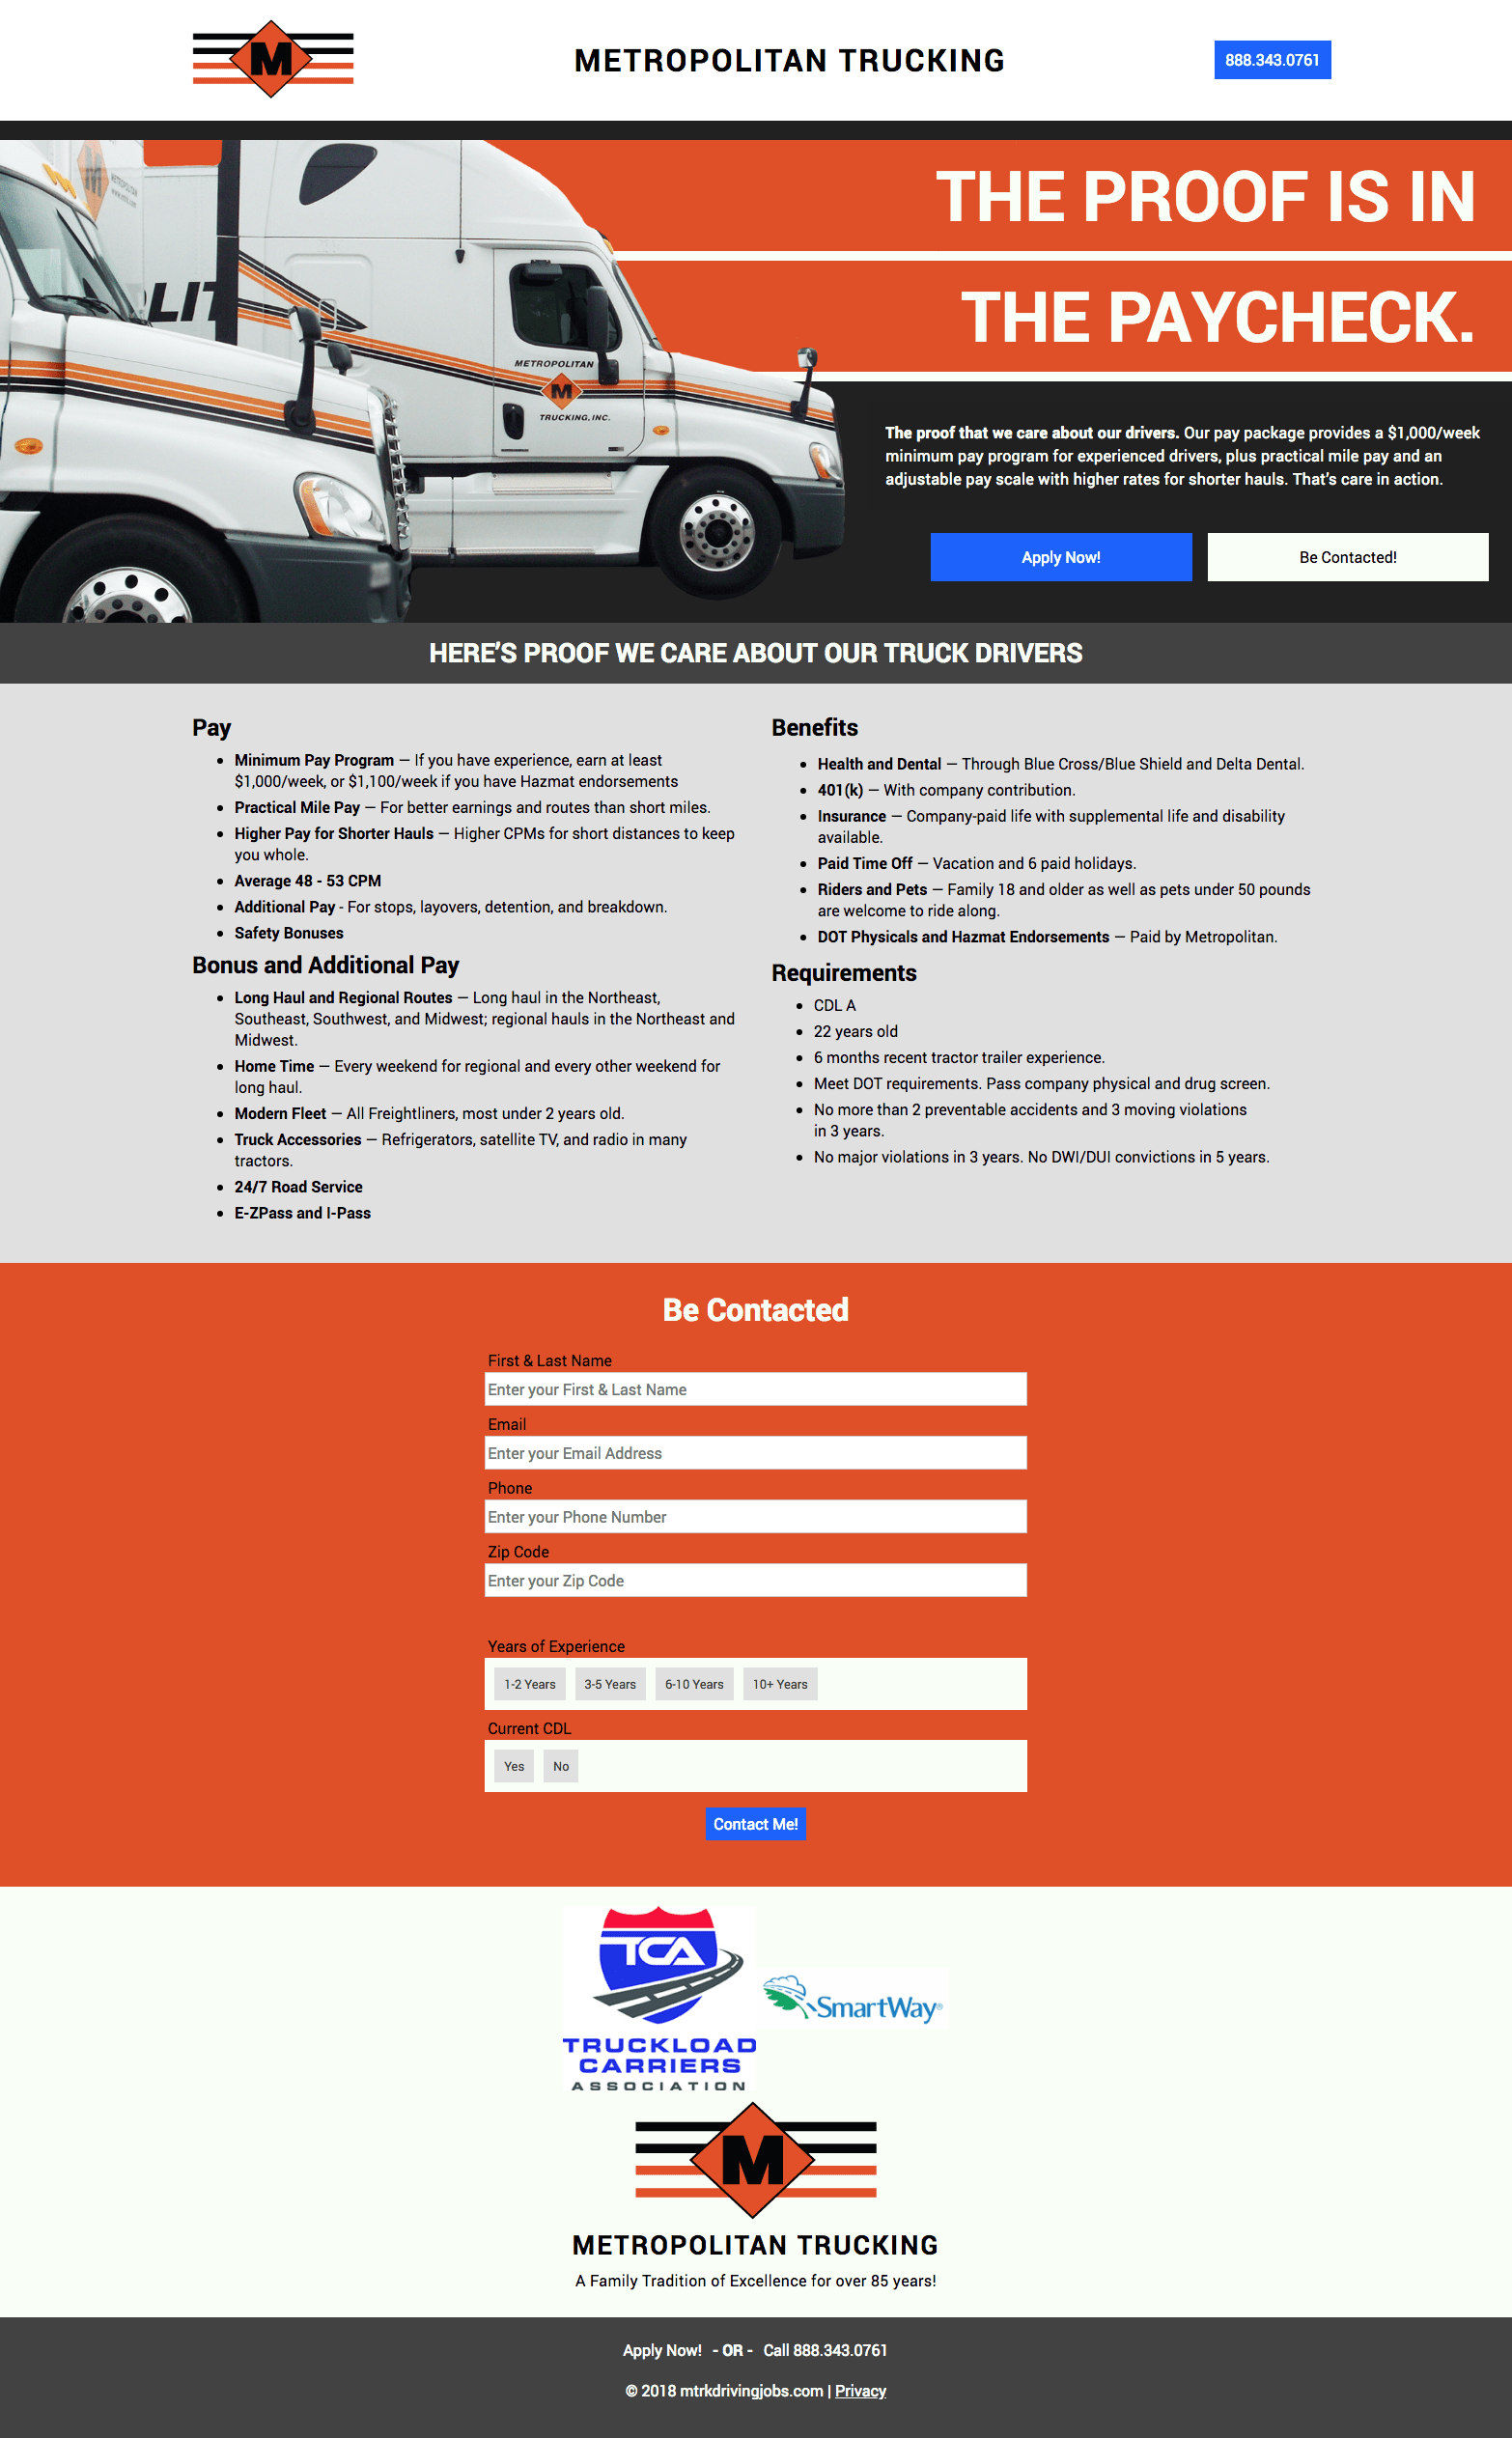 M
METROPOLITAN TRUCKING
888.343.0761
THE PROOF IS IN
THE PAYCHECK.
METROPOLITAN
LIT
METROPOLITAN
M
TRUCKING, INC.
The proof that we care about our drivers. Our pay package provides a $1,000/week
minimum pay program for experienced drivers, plus practical mile pay and an
adjustable pay scale with higher rates for shorter hauls. That’s care in action.
Apply Now!
Be Contacted!
HERE’S PROOF WE CARE ABOUT OUR TRUCK DRIVERS
Pay
Minimum Pay Program — If you have experience, earn at least
$1,000/week, or $1,100/week if you have Hazmat endorsements
Practical Mile Pay — For better earnings and routes than short miles.
Higher Pay for Shorter Hauls — Higher CPMs for short distances to keep
you whole.
Average 48 - 53 CPM
Additional Pay - For stops, layovers, detention, and breakdown.
Safety Bonuses
Bonus and Additional Pay
Long Haul and Regional Routes — Long haul in the Northeast,
Southeast, Southwest, and Midwest; regional hauls in the Northeast and
Midwest.
Home Time — Every weekend for regional and every other weekend for
long haul.
Modern Fleet — All Freightliners, most under 2 years old.
Truck Accessories — Refrigerators, satellite TV, and radio in many
tractors.
24/7 Road Service
E-ZPass and I-Pass
Benefits
Health and Dental — Through Blue Cross/Blue Shield and Delta Dental.
401(k) — With company contribution.
Insurance — Company-paid life with supplemental life and disability
available.
Paid Time Off — Vacation and 6 paid holidays.
Riders and Pets — Family 18 and older as well as pets under 50 pounds
are welcome to ride along.
DOT Physicals and Hazmat Endorsements — Paid by Metropolitan.
Requirements
CDL A
22 years old
6 months recent tractor trailer experience.
Meet DOT requirements. Pass company physical and drug screen.
No more than 2 preventable accidents and 3 moving violations
in 3 years.
No major violations in 3 years. No DWI/DUI convictions in 5 years.
Be Contacted
First & Last Name
Enter your First & Last Name
Email
Enter your Email Address
Phone
Enter your Phone Number
Zip Code
Enter your Zip Code
Years of Experience
1-2 Years 3-5 Years 6-10 Years 10+ Years
Current CDL
Yes No
Contact Me!
TCA
TRUCKLOAD
CARRIERS
ASSOCIATION
SmartWay®
M
METROPOLITAN TRUCKING
A Family Tradition of Excellence for over 85 years!
Apply Now! - OR - Call 888.343.0761
© 2018 mtrkdrivingjobs.com | Privacy